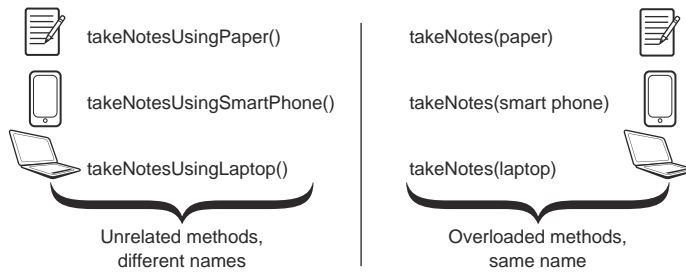 takeNotesUsingPaper()
takeNotesUsingSmartPhone()
takeNotesUsingLaptop()
Unrelated methods,
different names
takeNotes(paper)
takeNotes(smart phone)
takeNotes(laptop)
Overloaded methods,
same name